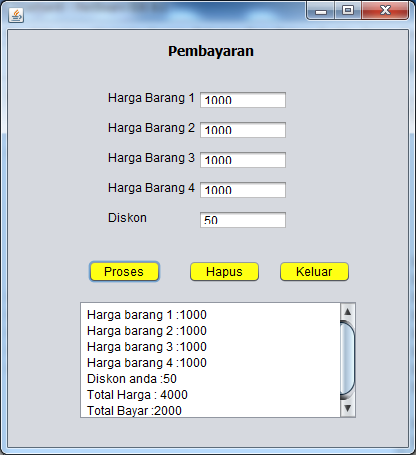 Pembayaran
Harga Barang 1 1000
Harga Barang 2 1000
Harga Barang 3 1000
Harga Barang 4 1000
Diskon 50
Proses Hapus Keluar
Harga barang 1 :1000
Harga barang 2 :1000
Harga barang 3 :1000
Harga barang 4 :1000
Diskon anda :50
Total Harga : 4000
Total Bayar :2000